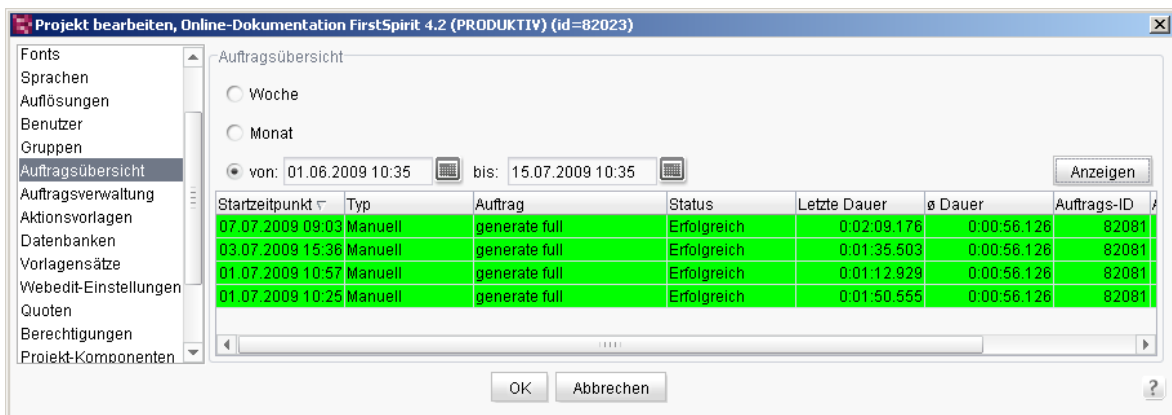 Projekt bearbeiten, Online-Dokumentation FirstSpirit 4.2 (PRODUKTIV) (id=82023)
Fonts
Sprachen
Auflösungen
Benutzer
Gruppen
Auftragsübersicht
Auftragsverwaltung
Aktionsvorlagen
Datenbanken
Vorlagensätze
Webedit-Einstellungen
Quoten
Berechtigungen
Projekt-Komponenten
Auftragsübersicht
Woche
Monat
von: 01.06.2009 10:35 bis: 15.07.2009 10:35 Anzeigen
Startzeitpunkt Typ Auftrag Status Letzte Dauer ø Dauer Auftrags-ID
07.07.2009 09:03 Manuell generate full Erfolgreich 0:02:09.176 0:00:56.126 82081
03.07.2009 15:36 Manuell generate full Erfolgreich 0:01:35.503 0:00:56.126 82081
01.07.2009 10:57 Manuell generate full Erfolgreich 0:01:12.929 0:00:56.126 82081
01.07.2009 10:25 Manuell generate full Erfolgreich 0:01:50.555 0:00:56.126 82081
OK Abbrechen ?